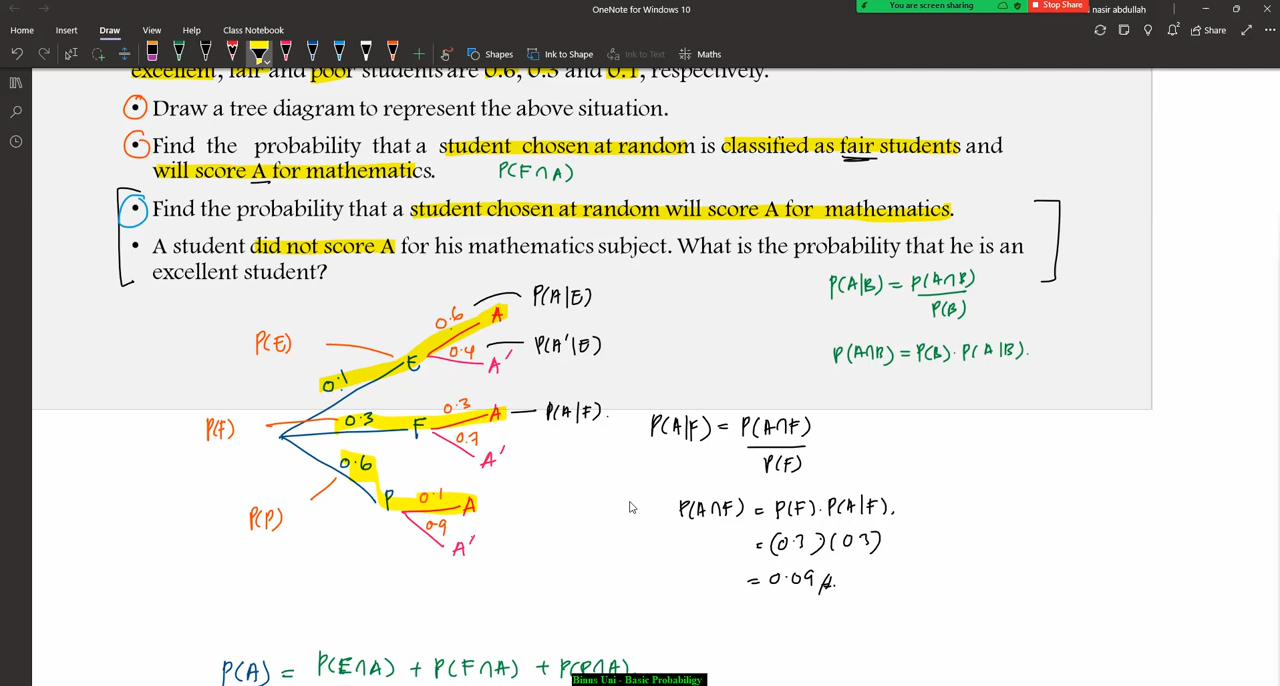 OneNote for Windows 10
You are screen sharing
Stop Share
nasir abdullah
Home Insert Draw View Help Class Notebook
Share
Shapes Ink to Shape Ink to Text Maths
excellent, fair and poor students are 0.6, 0.3 and 0.1, respectively.
• Draw a tree diagram to represent the above situation.
• Find the probability that a student chosen at random is classified as fair students and
will score A for mathematics.
P(F∩A)
• Find the probability that a student chosen at random will score A for mathematics.
• A student did not score A for his mathematics subject. What is the probability that he is an
excellent student?
P(A|B) = P(A∩B)
P(B)
P(A∩B) = P(B) · P(A|B).
P(E)
0.1
E
0.6
A
P(A|E)
0.4
A'
P(A'|E)
P(F)
0.3
F
0.3
A
P(A|F).
0.7
A'
P(P)
0.6
P
0.1
A
0.9
A'
P(A|F) = P(A∩F)
P(F)
P(A∩F) = P(F). P(A|F).
= (0.3)(0.3)
= 0.09
P(A) = P(E∩A) + P(F∩A) + P(P∩A)
Binus Uni - Basic Probability